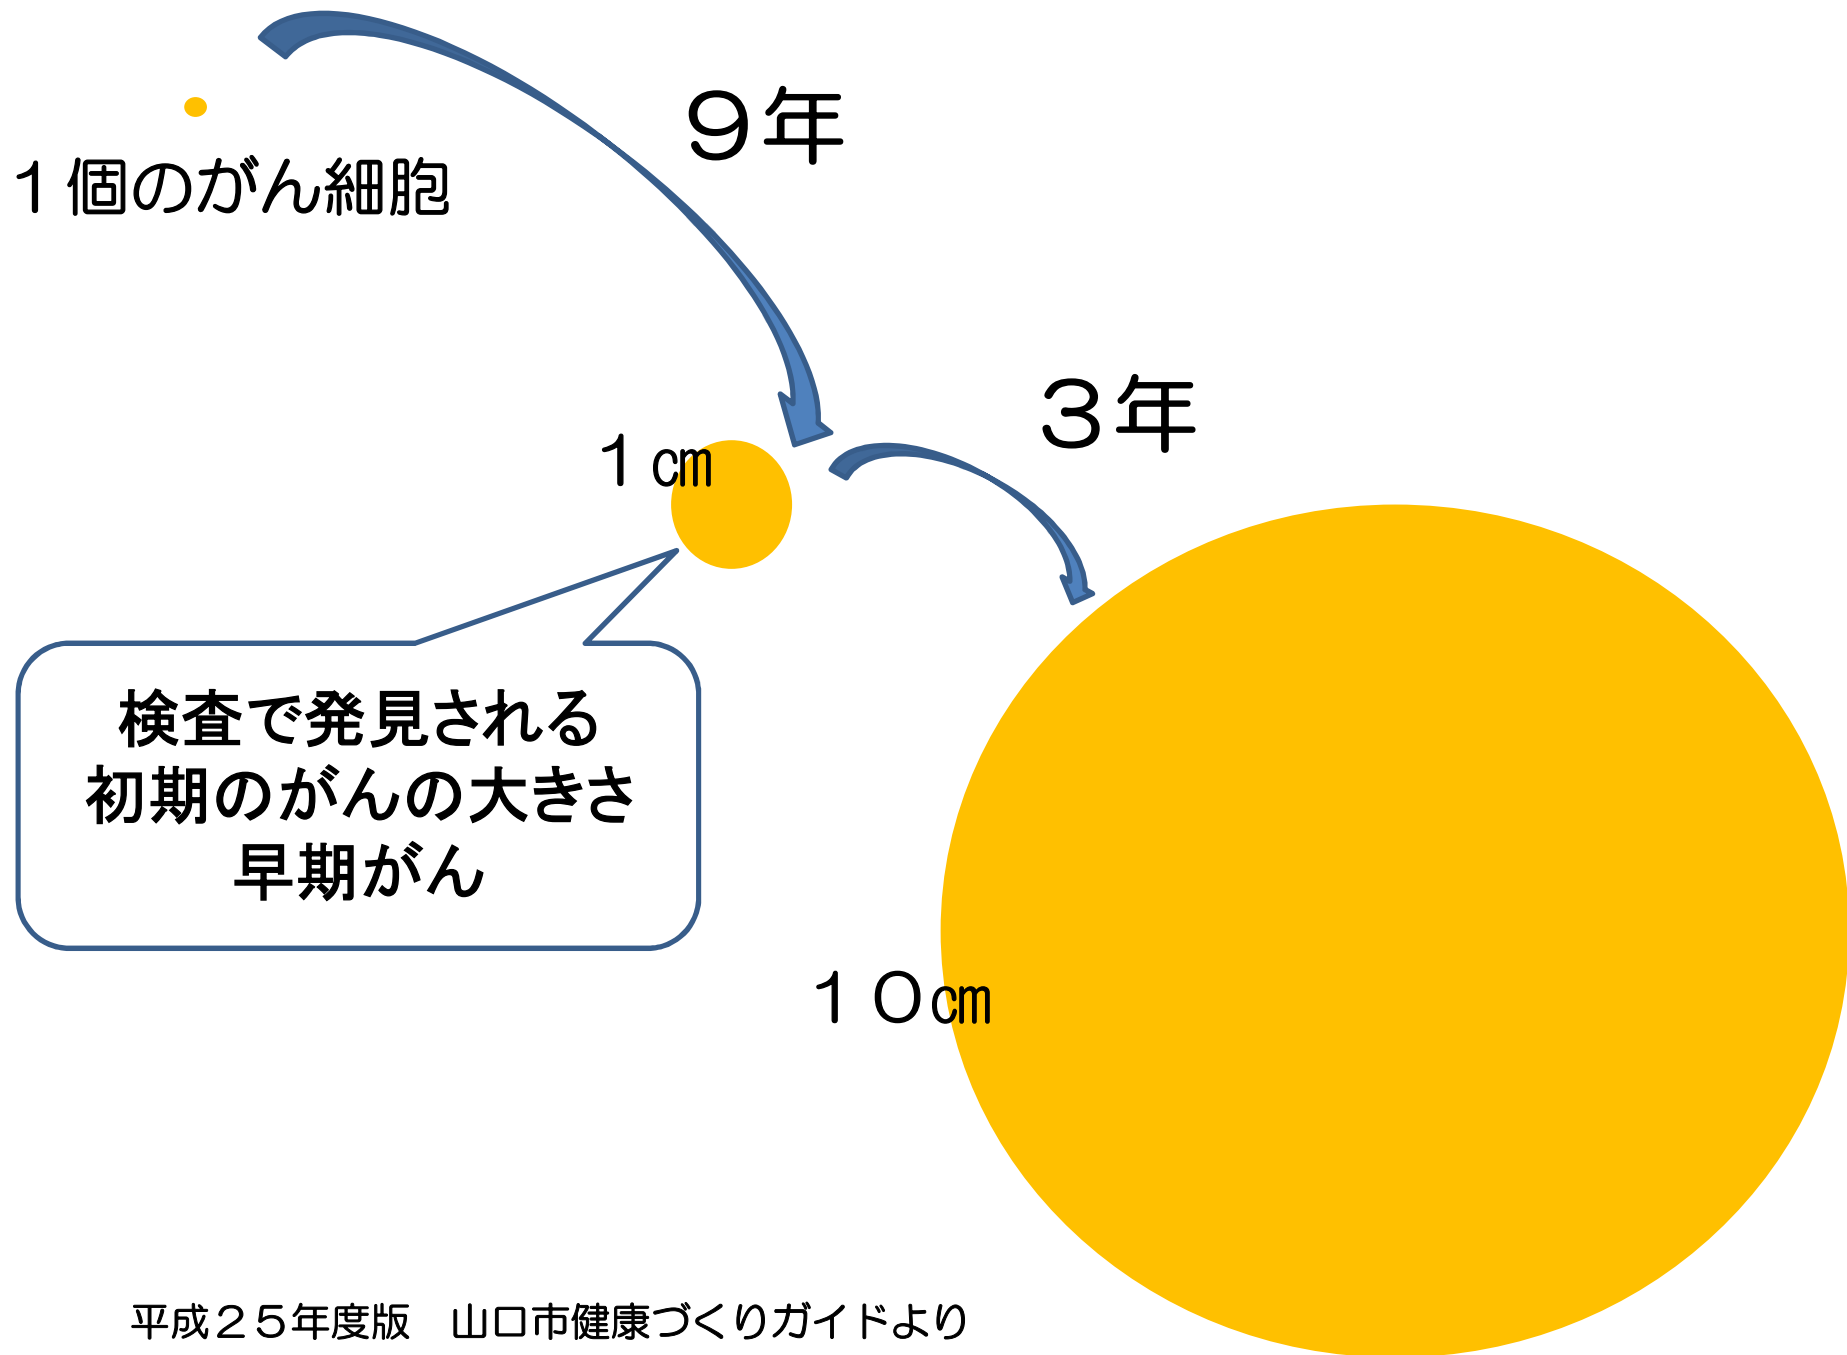 ９年
１個のがん細胞
３年
１㎝
検査で発見される
初期のがんの大きさ
早期がん
１０㎝
平成２５年度版　山口市健康づくりガイドより